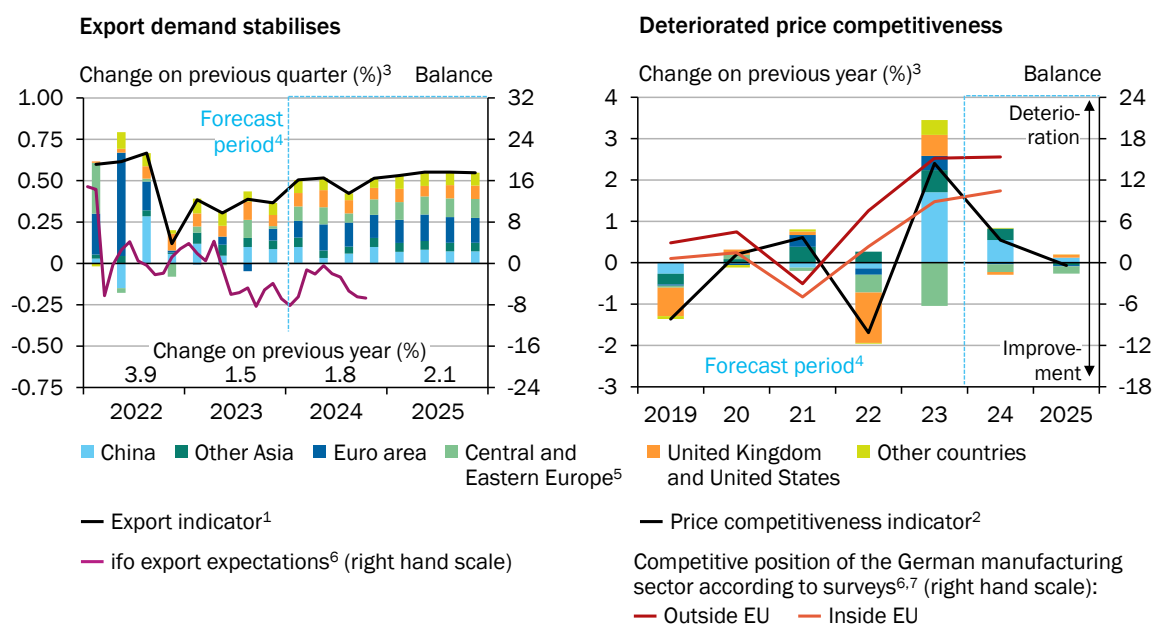 Export demand stabilises
Change on previous quarter (%)³ Balance
1.00
0.75
0.50
0.25
0
-0.25
-0.50
-0.75
32
24
16
8
0
-8
-16
-24
Forecast
period⁴
Change on previous year (%)
3.9 1.5 1.8 2.1
2022 2023 2024 2025
Deteriorated price competitiveness
Change on previous year (%)³ Balance
4
3
2
1
0
-1
-2
-3
24
18
12
6
0
-6
-12
-18
Deterio-
ration
Forecast period⁴
Improve-
ment
2019 20 21 22 23 24 2025
China Other Asia Euro area Central and
Eastern Europe⁵
United Kingdom
and United States
Other countries
Export indicator¹
ifo export expectations⁶ (right hand scale)
Price competitiveness indicator²
Competitive position of the German manufacturing
sector according to surveys⁶,⁷ (right hand scale):
Outside EU Inside EU